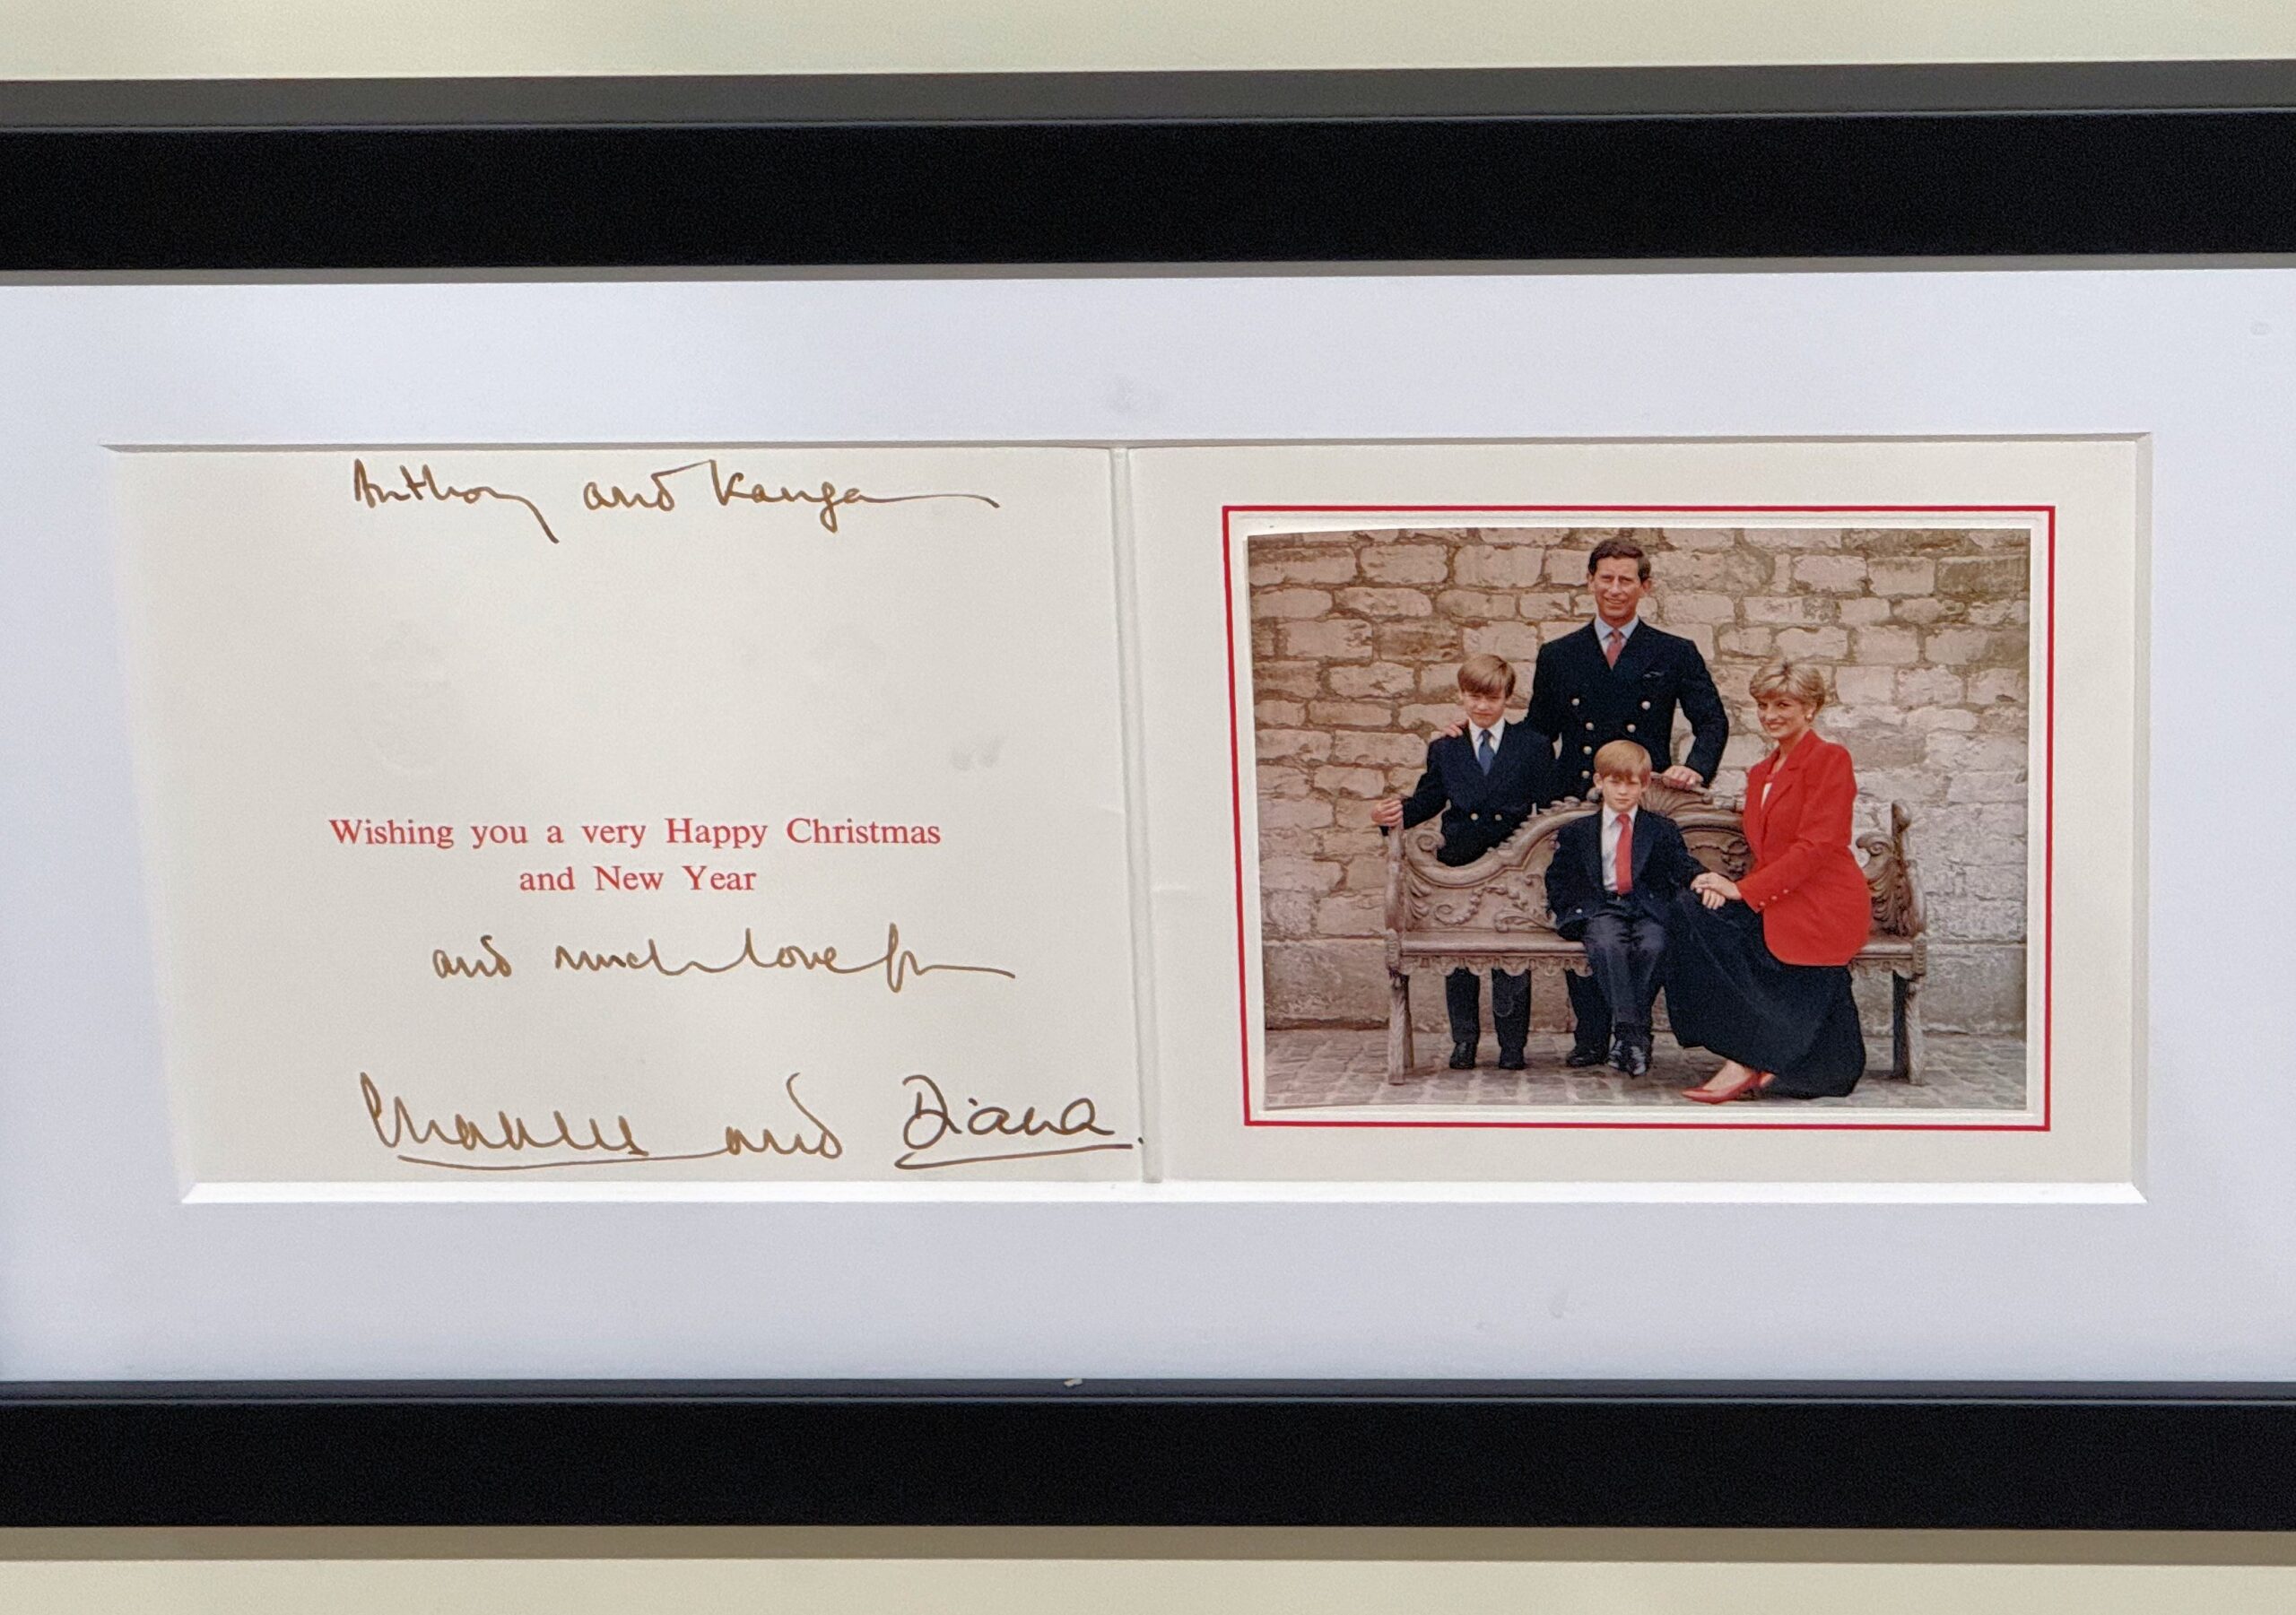 Anthony and Kanga
Wishing you a very Happy Christmas
and New Year
and much love from
Charles and Diana.